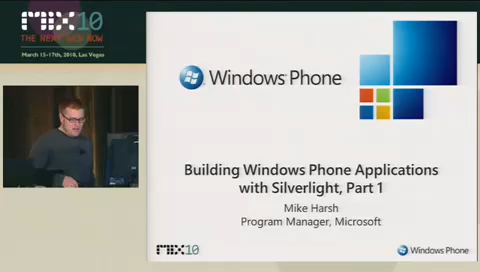 MIX10
THE NEXT WEB NOW
March 15-17th, 2010, Las Vegas
Windows Phone
Building Windows Phone Applications
with Silverlight, Part 1
Mike Harsh
Program Manager, Microsoft
MIX10
Windows Phone